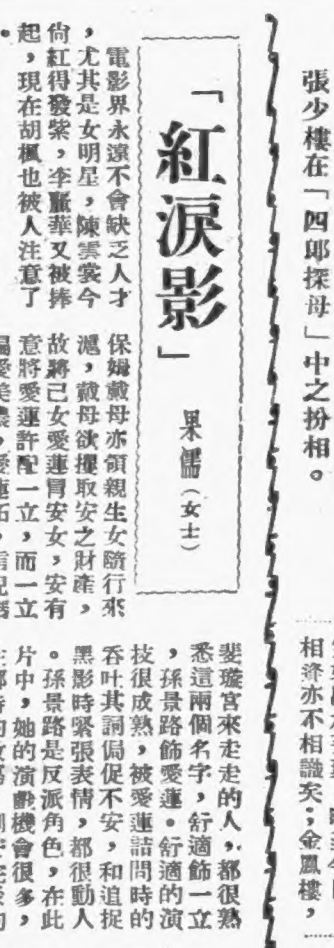 張少樓在「四郎探母」中之扮相。
相逢亦不相識矣;金鳳樓,
「紅淚影」
果儒(女士)
電影界永遠不會缺乏人才
,尤其是女明星,陳雲裳今
尙紅得發紫,李麗華又被捧
起,現在胡楓也被人注意了
。
保姆戴母亦領親生女隨行來
滬,戴母欲攫取安之財產,
故將己女愛蓮冒安女,安有
意將愛蓮許配一立,而一立
斐璇宮來走走的人,都很熟
悉這兩個名字,舒適飾一立
,孫景路飾愛蓮。舒適的演
技很成熟,被愛蓮詰問時的
吞吐其詞侷促不安,和追捉
黑影時緊張表情,都很動人
。孫景路是反派角色,在此
片中,她的演戲機會很多,